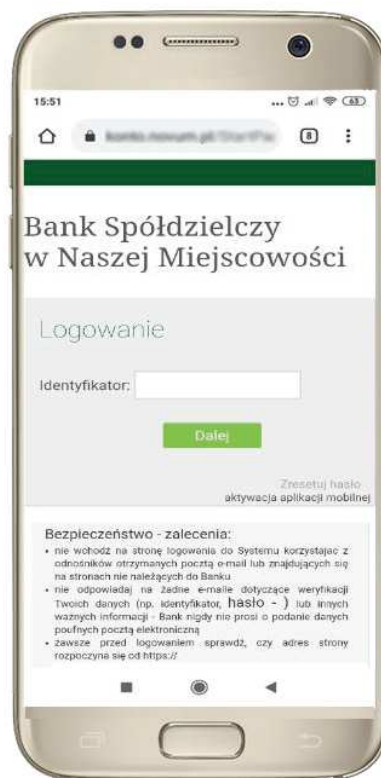 15:51
... 63
8
Bank Spółdzielczy
w Naszej Miejscowości
Logowanie
Identyfikator:
Dalej
Zresetuj hasło
aktywacja aplikacji mobilnej
Bezpieczeństwo - zalecenia:
• nie wchodź na stronę logowania do Systemu korzystając z
odnośników otrzymanych pocztą e-mail lub znajdujących się
na stronach nie należących do Banku
• nie odpowiadaj na żadne e-maile dotyczące weryfikacji
Twoich danych (np. identyfikator, hasło - ) lub innych
ważnych informacji - Bank nigdy nie prosi o podanie danych
poufnych pocztą elektroniczną
• zawsze przed logowaniem sprawdź, czy adres strony
rozpoczyna się od https://